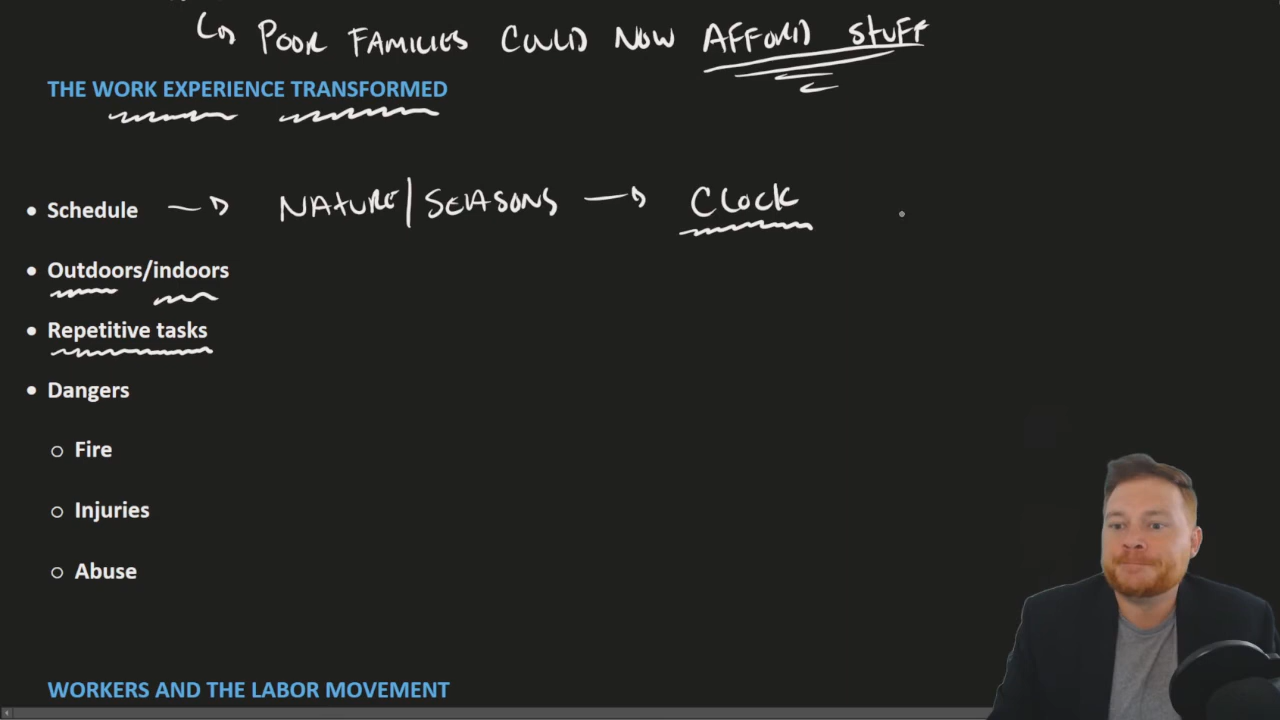 ↳ POOR FAMILIES COULD NOW AFFORD STUFF
THE WORK EXPERIENCE TRANSFORMED
• Schedule → NATURE/SEASONS → CLOCK
• Outdoors/indoors
• Repetitive tasks
• Dangers
○ Fire
○ Injuries
○ Abuse
WORKERS AND THE LABOR MOVEMENT